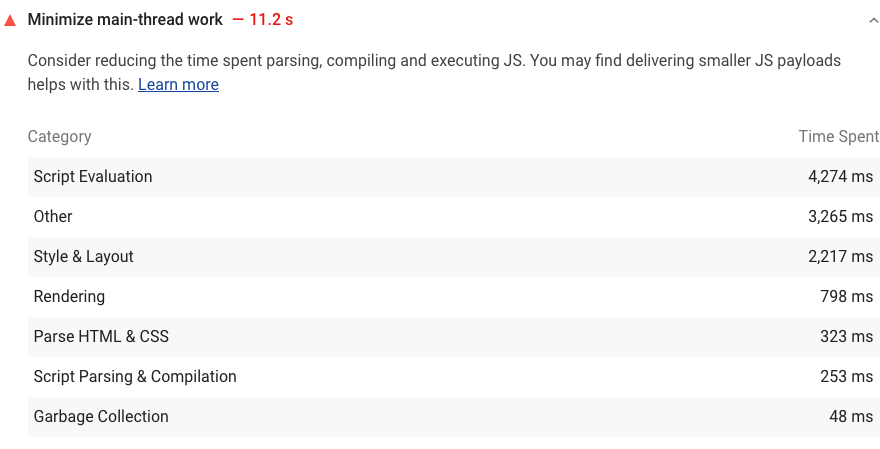 Minimize main-thread work — 11.2 s
Consider reducing the time spent parsing, compiling and executing JS. You may find delivering smaller JS payloads
helps with this. Learn more
Category Time Spent
Script Evaluation 4,274 ms
Other 3,265 ms
Style & Layout 2,217 ms
Rendering 798 ms
Parse HTML & CSS 323 ms
Script Parsing & Compilation 253 ms
Garbage Collection 48 ms